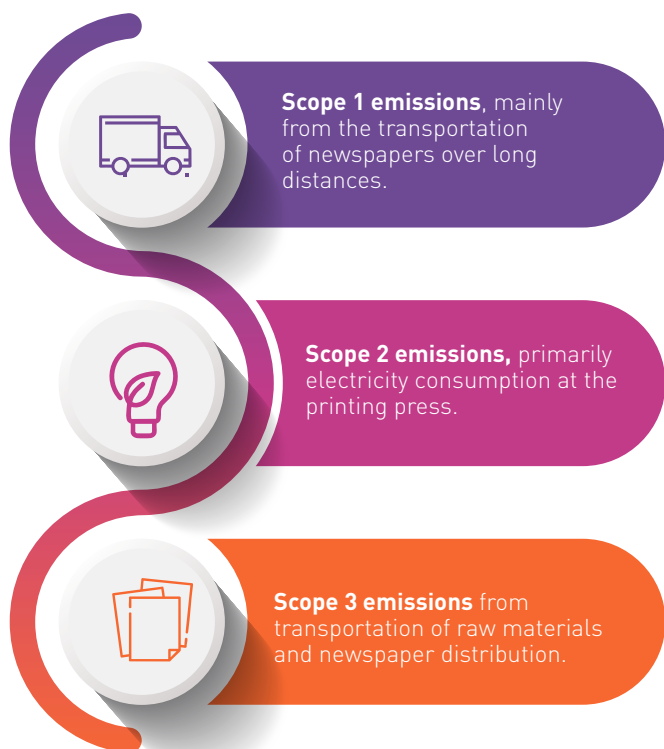 Scope 1 emissions, mainly
from the transportation
of newspapers over long
distances.
Scope 2 emissions, primarily
electricity consumption at the
printing press.
Scope 3 emissions from
transportation of raw materials
and newspaper distribution.